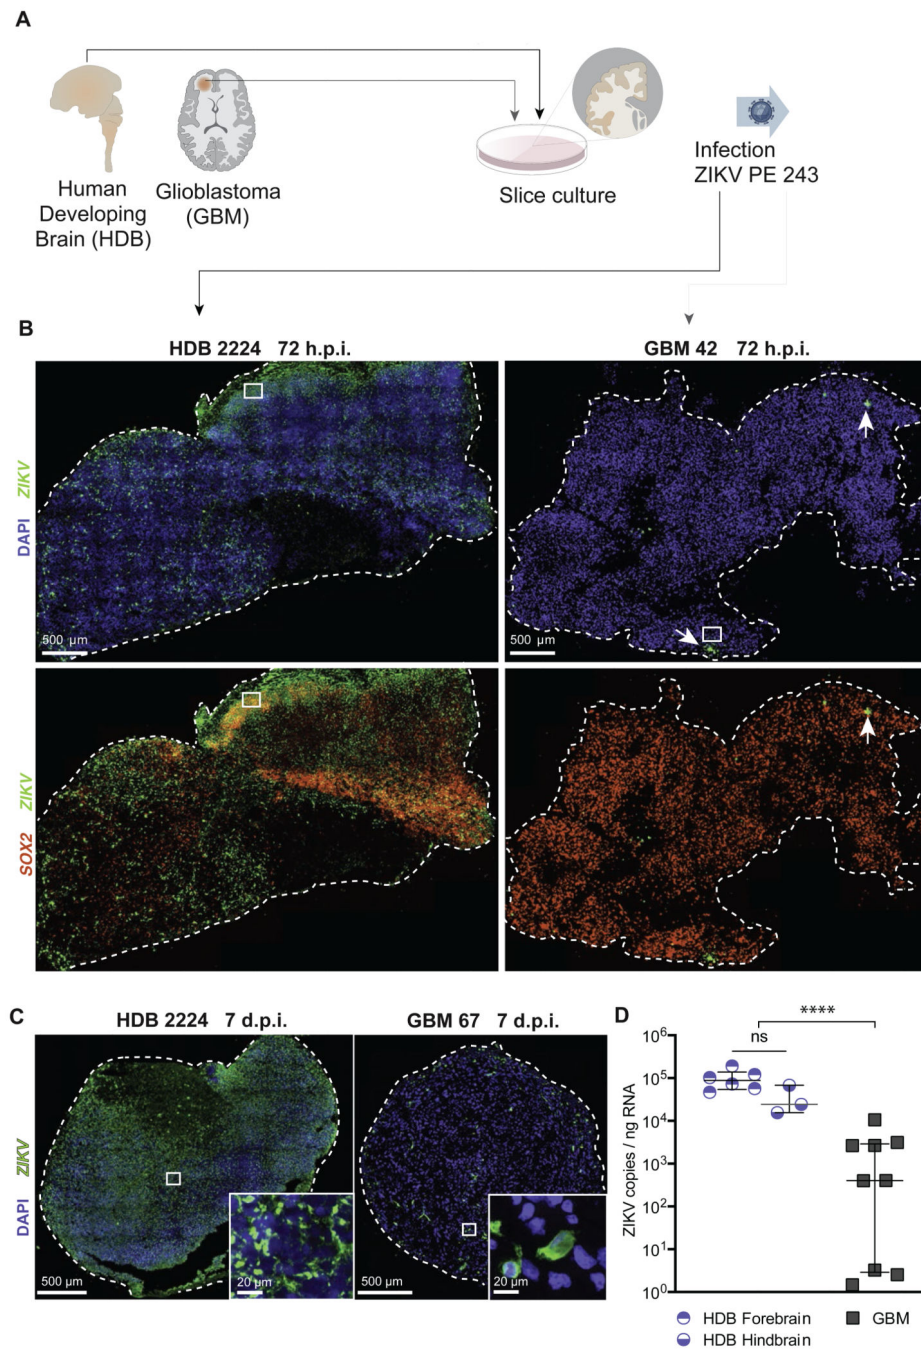 A
Human
Developing
Brain (HDB)
Glioblastoma
(GBM)
Slice culture
Infection
ZIKV PE 243
B
HDB 2224 72 h.p.i.
GBM 42 72 h.p.i.
DAPI ZIKV
500 µm
500 µm
SOX2 ZIKV
C
HDB 2224 7 d.p.i.
GBM 67 7 d.p.i.
DAPI ZIKV
500 µm
20 µm
500 µm
20 µm
D
****
ns
ZIKV copies / ng RNA
10⁶
10⁵
10⁴
10³
10²
10¹
10⁰
HDB Forebrain
HDB Hindbrain
GBM